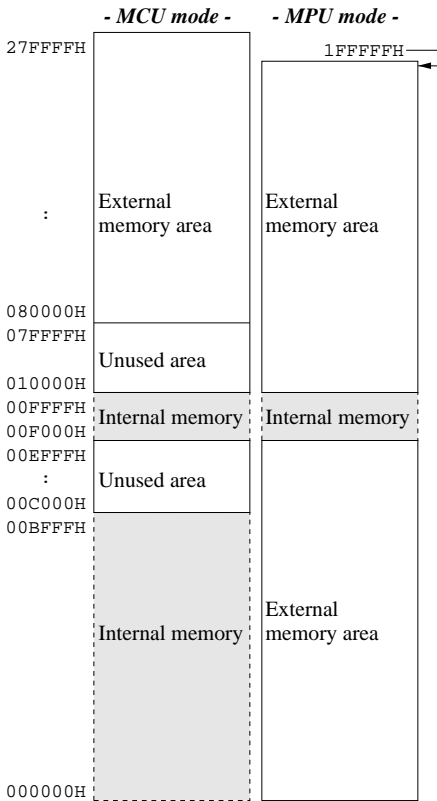 - MCU mode - - MPU mode -
27FFFFH
1FFFFFH
External
memory area
External
memory area
:
080000H
07FFFFH
Unused area
010000H
00FFFFH
Internal memory
Internal memory
00F000H
00EFFFH
Unused area
:
00C000H
00BFFFH
Internal memory
External
memory area
000000H